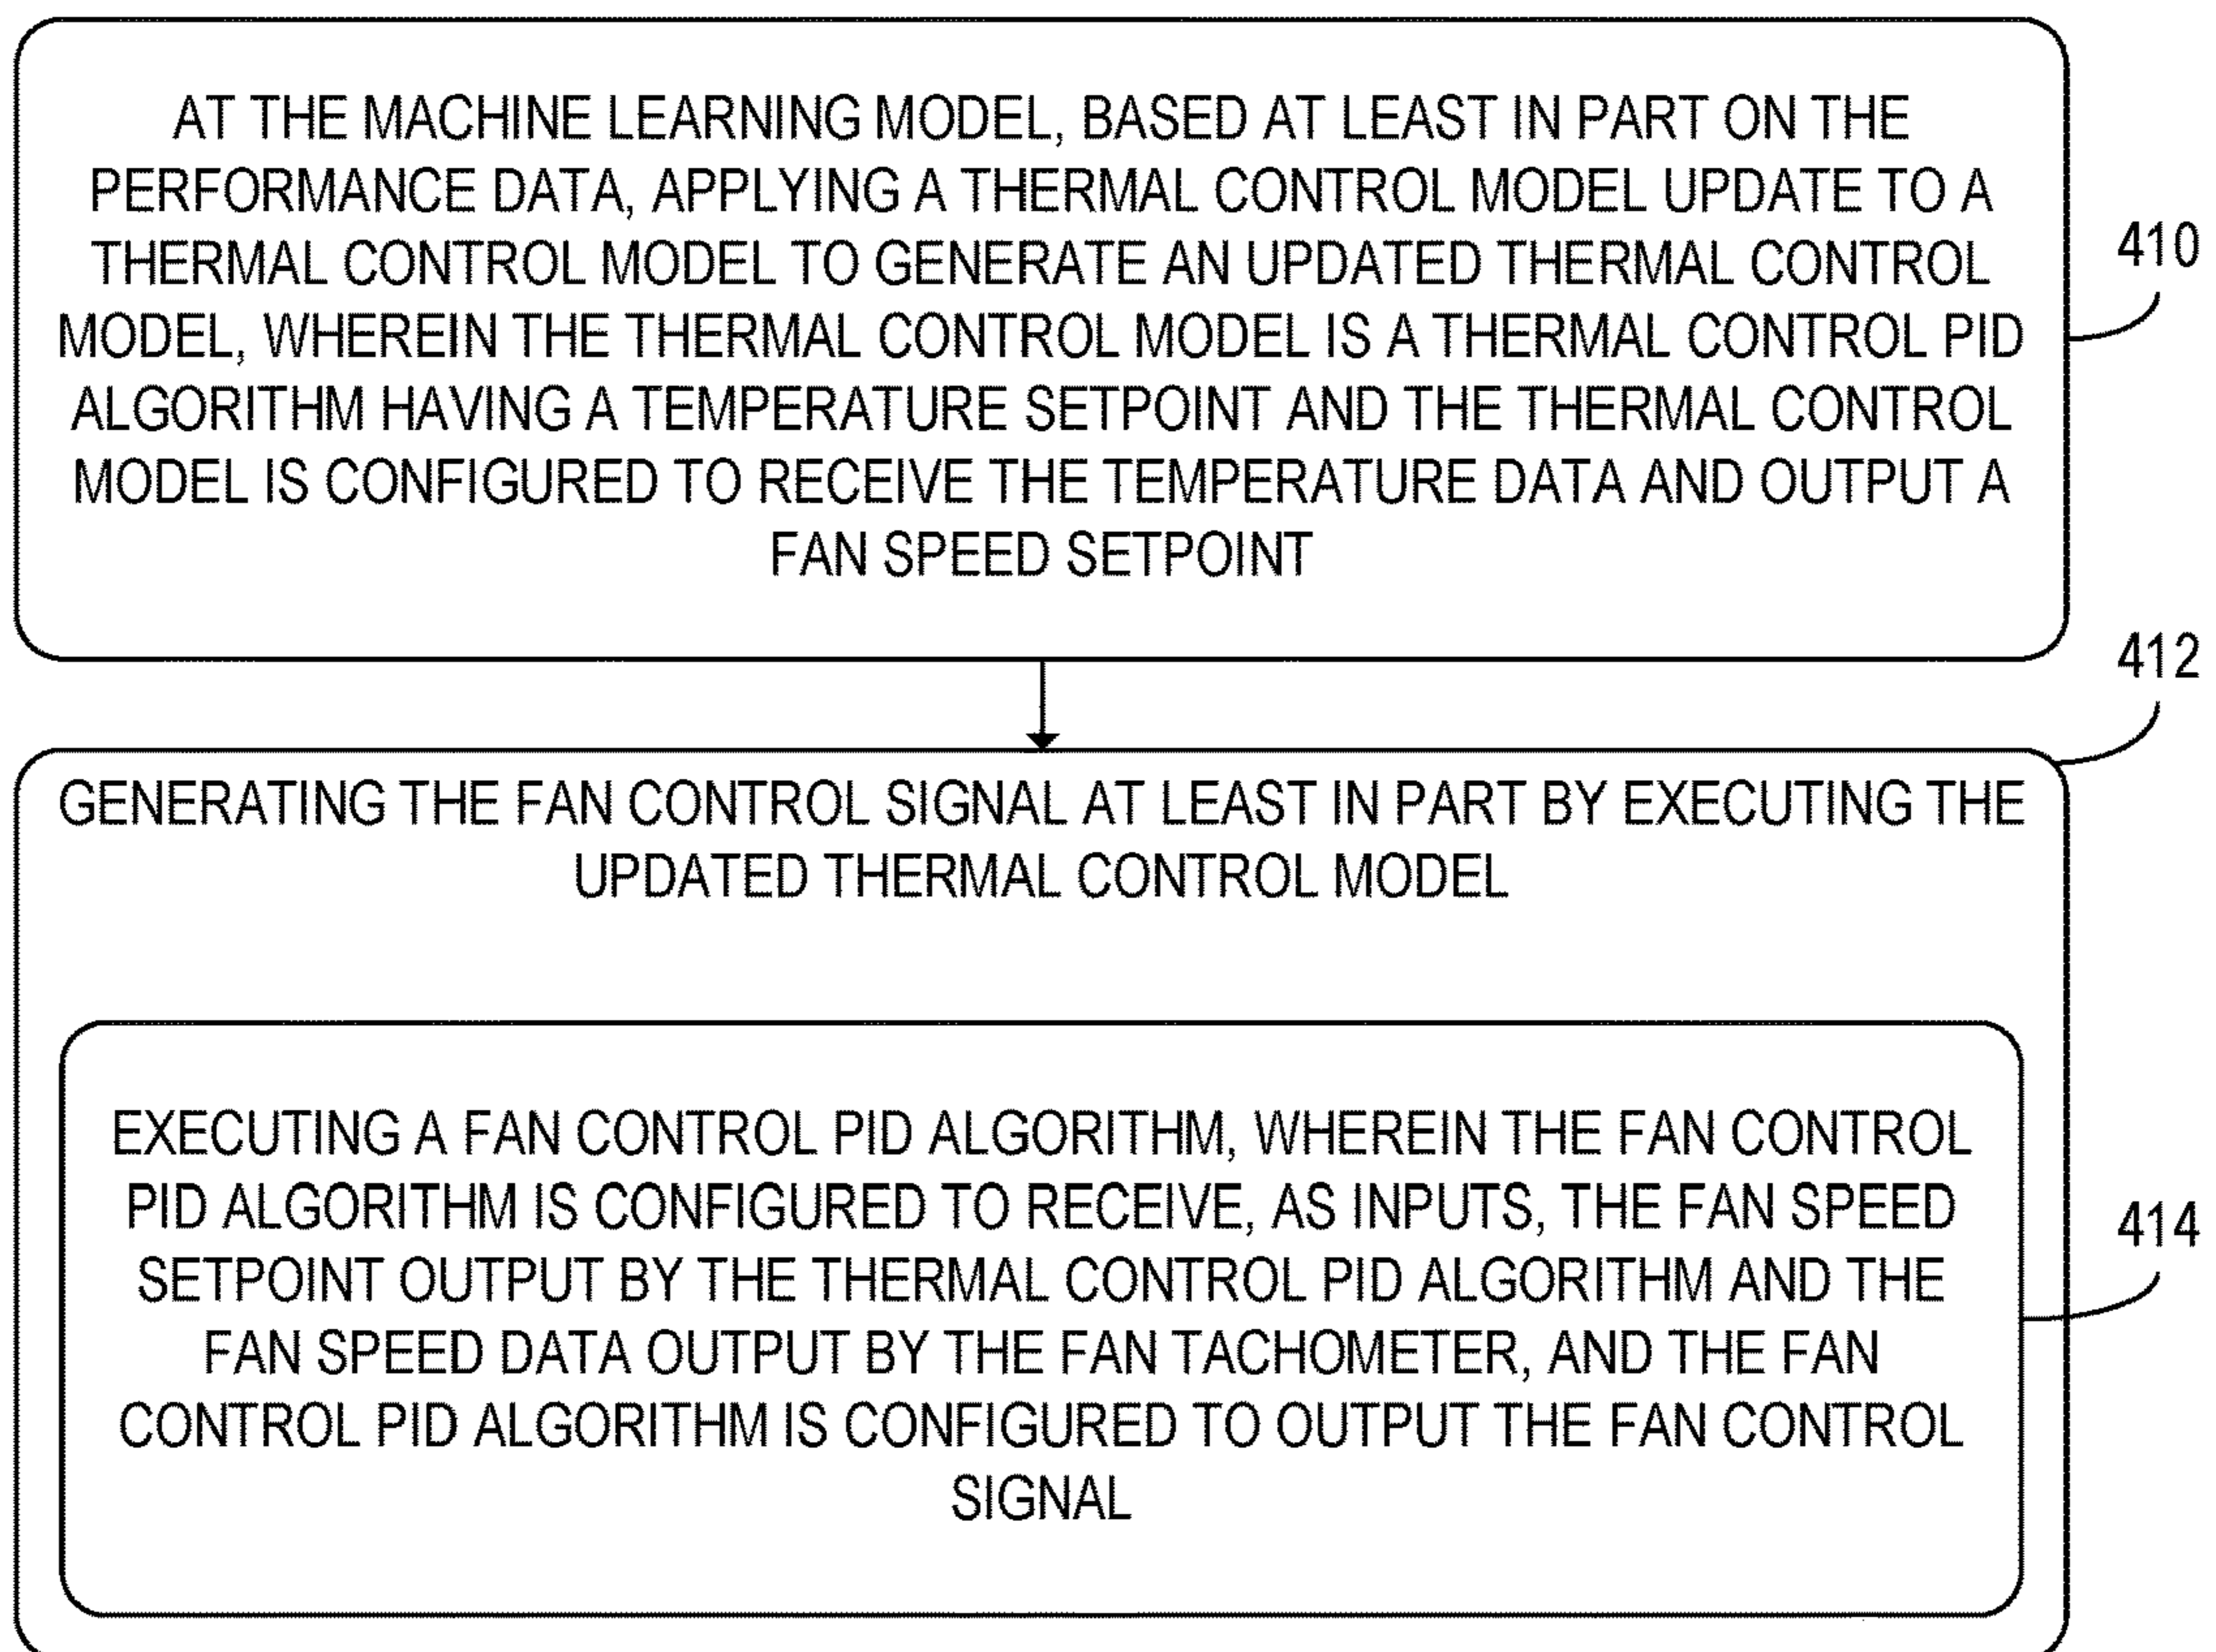 AT THE MACHINE LEARNING MODEL, BASED AT LEAST IN PART ON THE
PERFORMANCE DATA, APPLYING A THERMAL CONTROL MODEL UPDATE TO A
THERMAL CONTROL MODEL TO GENERATE AN UPDATED THERMAL CONTROL
MODEL, WHEREIN THE THERMAL CONTROL MODEL IS A THERMAL CONTROL PID
ALGORITHM HAVING A TEMPERATURE SETPOINT AND THE THERMAL CONTROL
MODEL IS CONFIGURED TO RECEIVE THE TEMPERATURE DATA AND OUTPUT A
FAN SPEED SETPOINT
410
412
GENERATING THE FAN CONTROL SIGNAL AT LEAST IN PART BY EXECUTING THE
UPDATED THERMAL CONTROL MODEL
EXECUTING A FAN CONTROL PID ALGORITHM, WHEREIN THE FAN CONTROL
PID ALGORITHM IS CONFIGURED TO RECEIVE, AS INPUTS, THE FAN SPEED
SETPOINT OUTPUT BY THE THERMAL CONTROL PID ALGORITHM AND THE
FAN SPEED DATA OUTPUT BY THE FAN TACHOMETER, AND THE FAN
CONTROL PID ALGORITHM IS CONFIGURED TO OUTPUT THE FAN CONTROL
SIGNAL
414